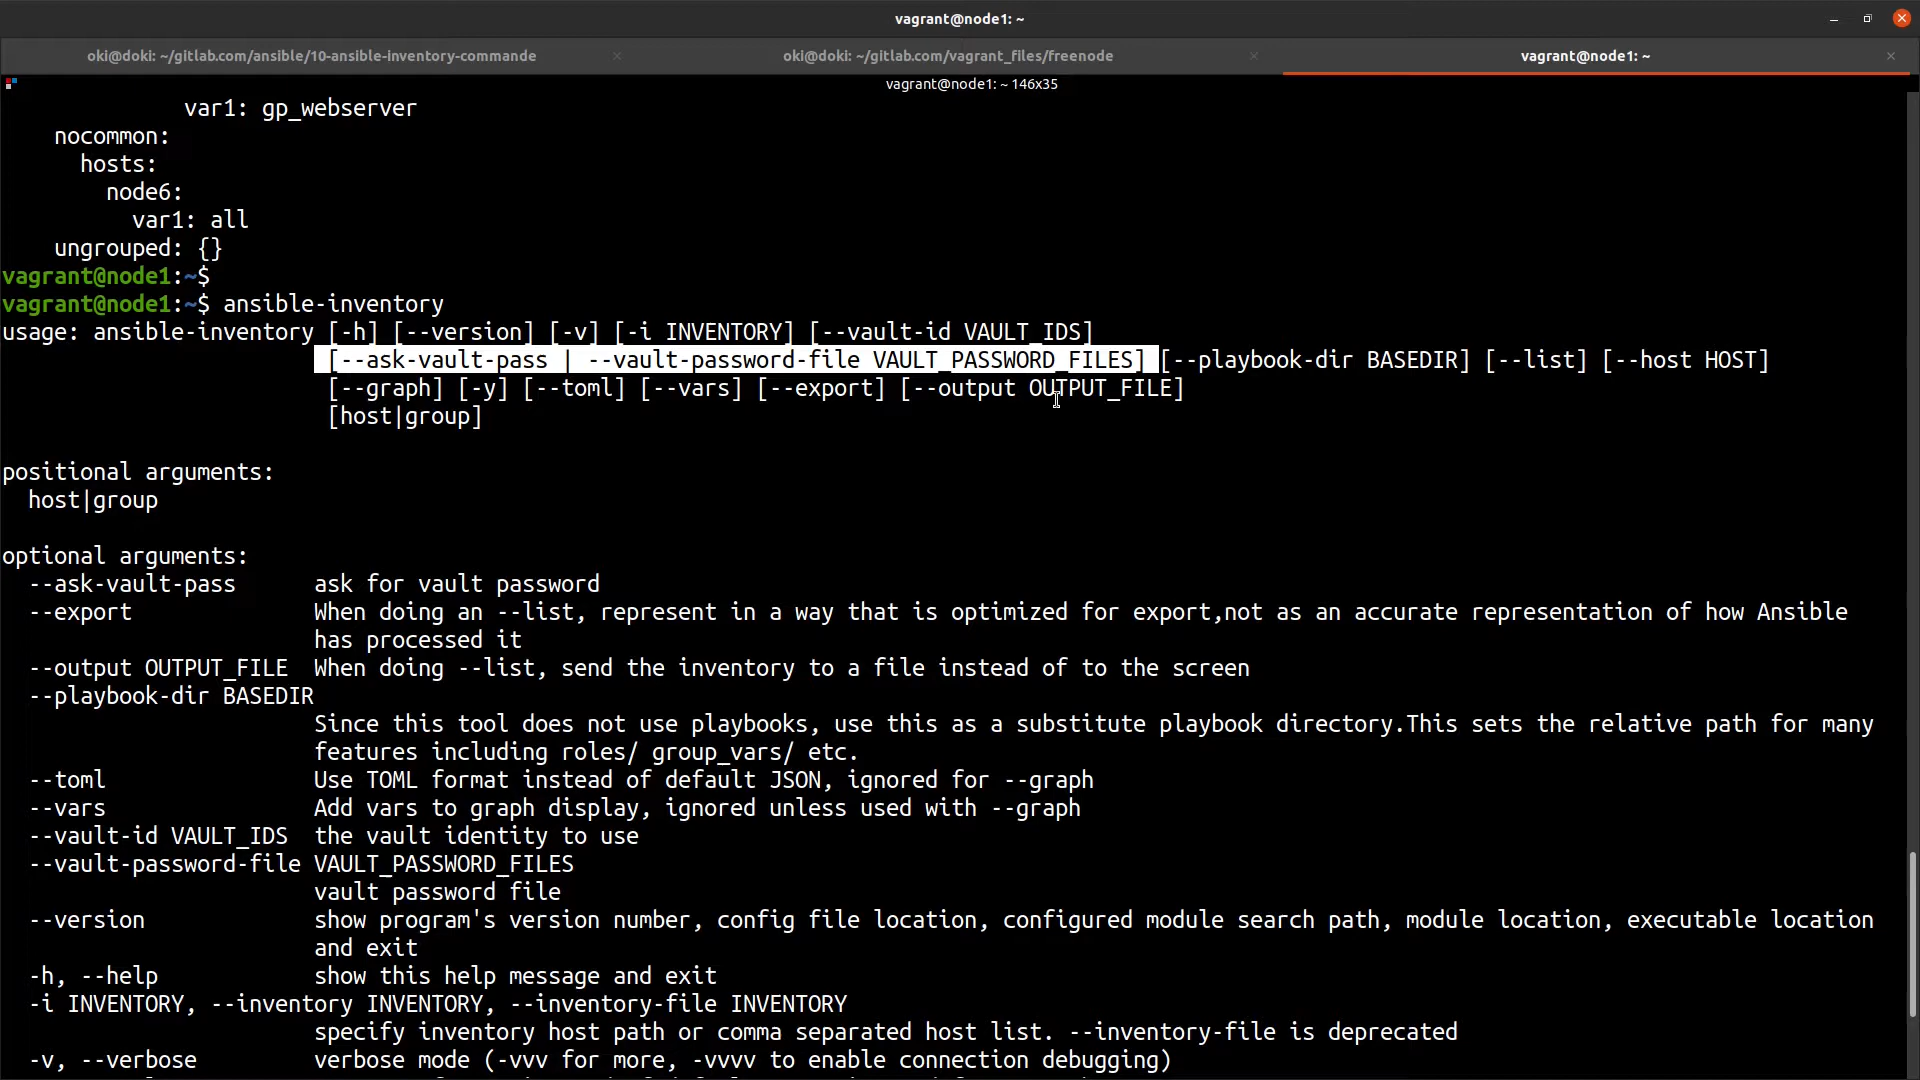 vagrant@node1: ~
oki@doki: ~/gitlab.com/ansible/10-ansible-inventory-commande
oki@doki: ~/gitlab.com/vagrant_files/freenode
vagrant@node1: ~
vagrant@node1: ~ 146x35
var1: gp_webserver
nocommon:
hosts:
node6:
var1: all
ungrouped: {}
vagrant@node1:~$
vagrant@node1:~$ ansible-inventory
usage: ansible-inventory [-h] [--version] [-v] [-i INVENTORY] [--vault-id VAULT_IDS]
[--ask-vault-pass | --vault-password-file VAULT_PASSWORD_FILES] [--playbook-dir BASEDIR] [--list] [--host HOST]
[--graph] [-y] [--toml] [--vars] [--export] [--output OUTPUT_FILE]
[host|group]
positional arguments:
host|group
optional arguments:
--ask-vault-pass ask for vault password
--export When doing an --list, represent in a way that is optimized for export,not as an accurate representation of how Ansible
has processed it
--output OUTPUT_FILE When doing --list, send the inventory to a file instead of to the screen
--playbook-dir BASEDIR
Since this tool does not use playbooks, use this as a substitute playbook directory.This sets the relative path for many
features including roles/ group_vars/ etc.
--toml Use TOML format instead of default JSON, ignored for --graph
--vars Add vars to graph display, ignored unless used with --graph
--vault-id VAULT_IDS the vault identity to use
--vault-password-file VAULT_PASSWORD_FILES
vault password file
--version show program's version number, config file location, configured module search path, module location, executable location
and exit
-h, --help show this help message and exit
-i INVENTORY, --inventory INVENTORY, --inventory-file INVENTORY
specify inventory host path or comma separated host list. --inventory-file is deprecated
-v, --verbose verbose mode (-vvv for more, -vvvv to enable connection debugging)